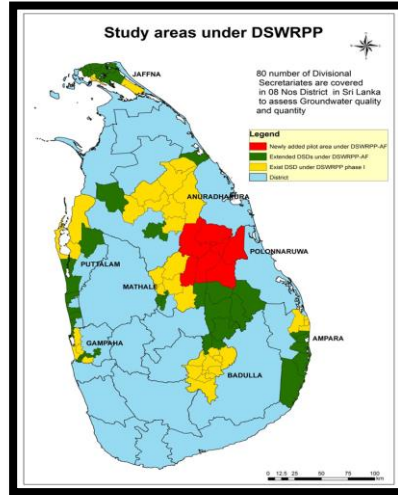 Study areas under DSWRPP
JAFFNA
80 number of Divisional
Secretariates are covered
in 08 Nos District in Sri Lanka
to assess Groundwater quality
and quantity
Legend
Newly added pilot area under DSWRPP-AF
Extended DSDs under DSWRPP-AF
Exist DSD under DSWRPP phase I
District
ANURADHAPURA
POLONNARUWA
PUTTALAM
MATHALE
GAMPAHA
AMPARA
BADULLA
0 12.5 25 50 75 100
km